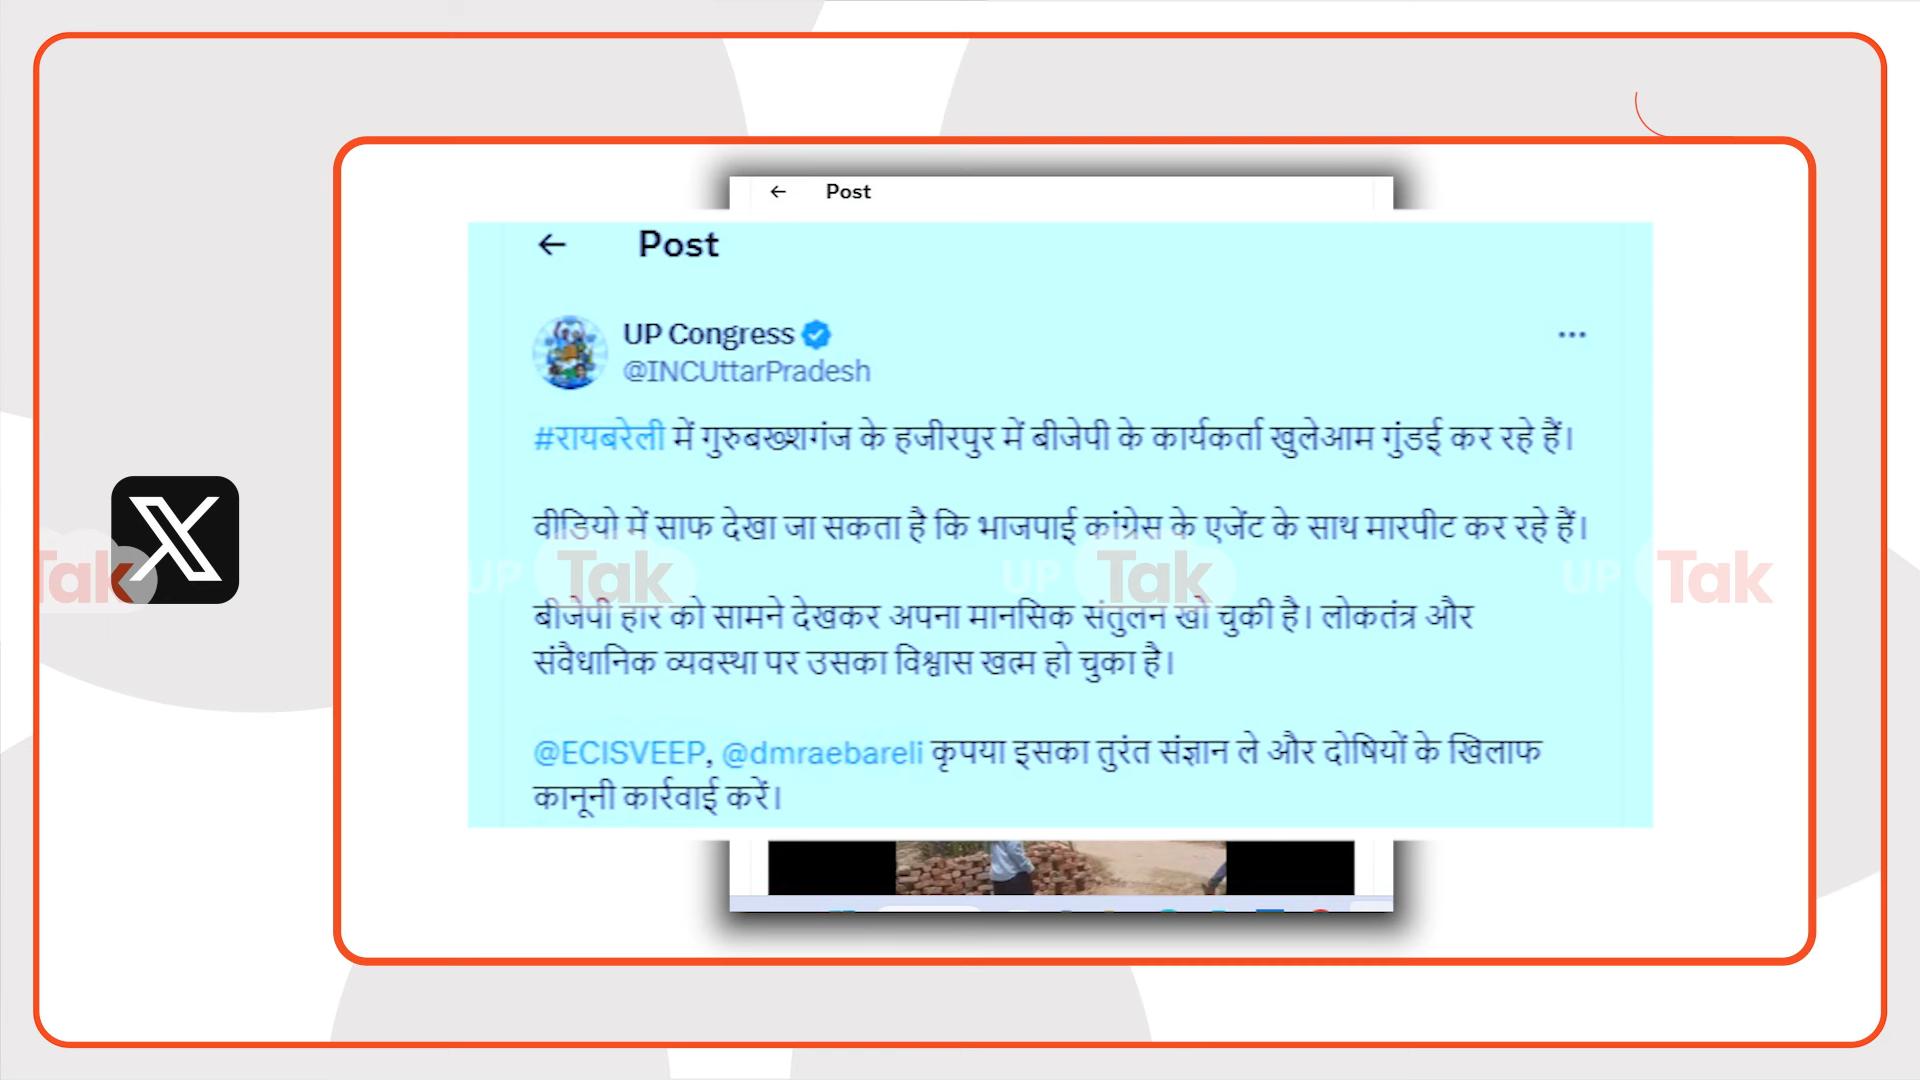 ← Post
← Post
UP Congress
@INCUttarPradesh
#रायबरेली में गुरुबख्शगंज के हजीरपुर में बीजेपी के कार्यकर्ता खुलेआम गुंडई कर रहे हैं।
वीडियो में साफ देखा जा सकता है कि भाजपाई कांग्रेस के एजेंट के साथ मारपीट कर रहे हैं।
बीजेपी हार को सामने देखकर अपना मानसिक संतुलन खो चुकी है। लोकतंत्र और
संवैधानिक व्यवस्था पर उसका विश्वास खत्म हो चुका है।
@ECISVEEP, @dmraebareli कृपया इसका तुरंत संज्ञान ले और दोषियों के खिलाफ
कानूनी कार्रवाई करें।
X
Tak
UP Tak
UP Tak
UP Tak